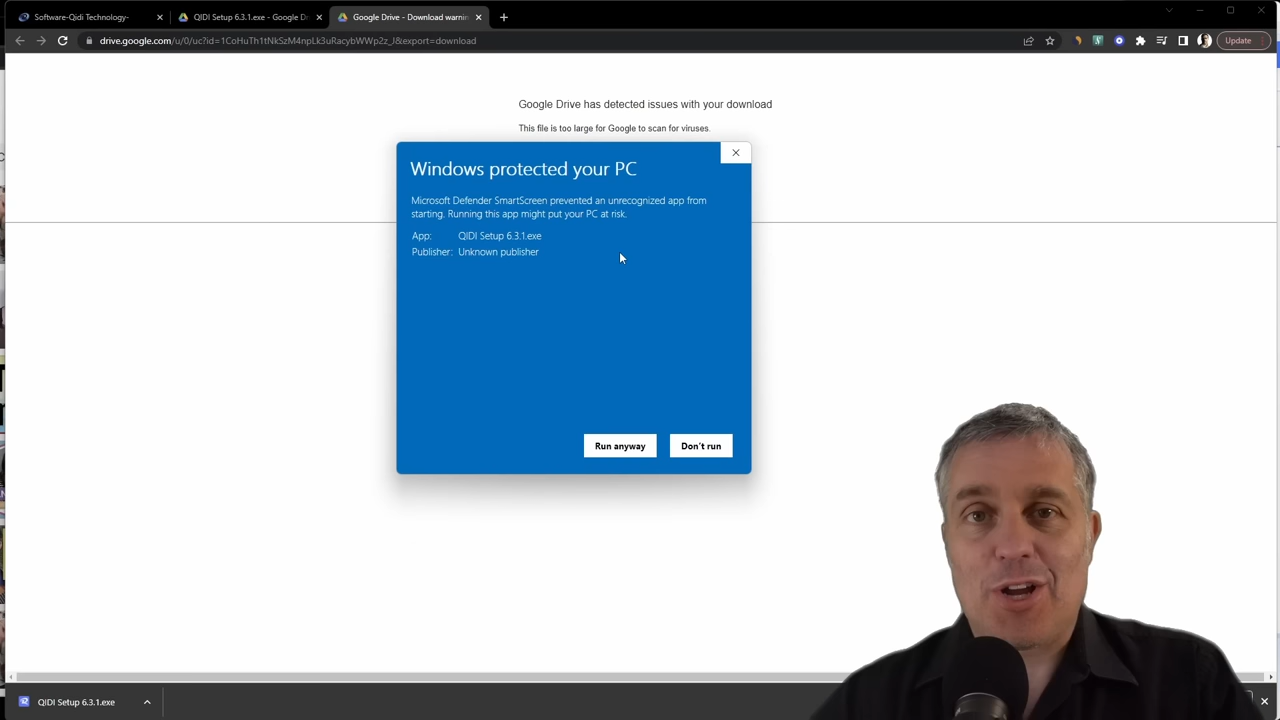 Software-Qidi Technology-
QIDI Setup 6.3.1.exe - Google Dr
Google Drive - Download warnin
drive.google.com/u/0/uc?id=1CoHuTh1tNkSzM4npLk3uRacybWWp2z_J&export=download
Update
Google Drive has detected issues with your download
This file is too large for Google to scan for viruses.
Windows protected your PC
Microsoft Defender SmartScreen prevented an unrecognized app from
starting. Running this app might put your PC at risk.
App: QIDI Setup 6.3.1.exe
Publisher: Unknown publisher
Run anyway
Don't run
QIDI Setup 6.3.1.exe